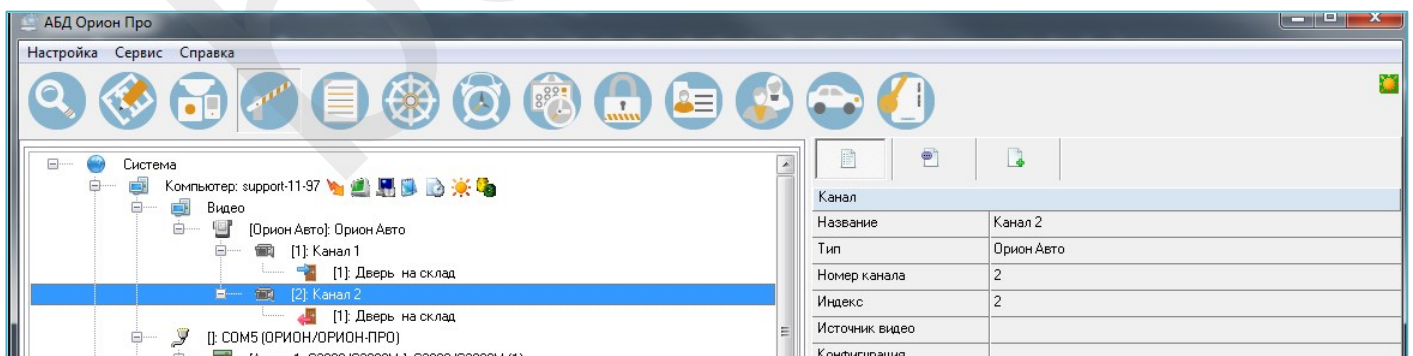 АБД Орион Про
Настройка Сервис Справка
Система
Компьютер: support-11-97
Видео
[Орион Авто]: Орион Авто
[1]: Канал 1
[1]: Дверь на склад
[2]: Канал 2
[1]: Дверь на склад
[]: COM5 (ОРИОН/ОРИОН-ПРО)
Канал
Название Канал 2
Тип Орион Авто
Номер канала 2
Индекс 2
Источник видео
Конфигурация